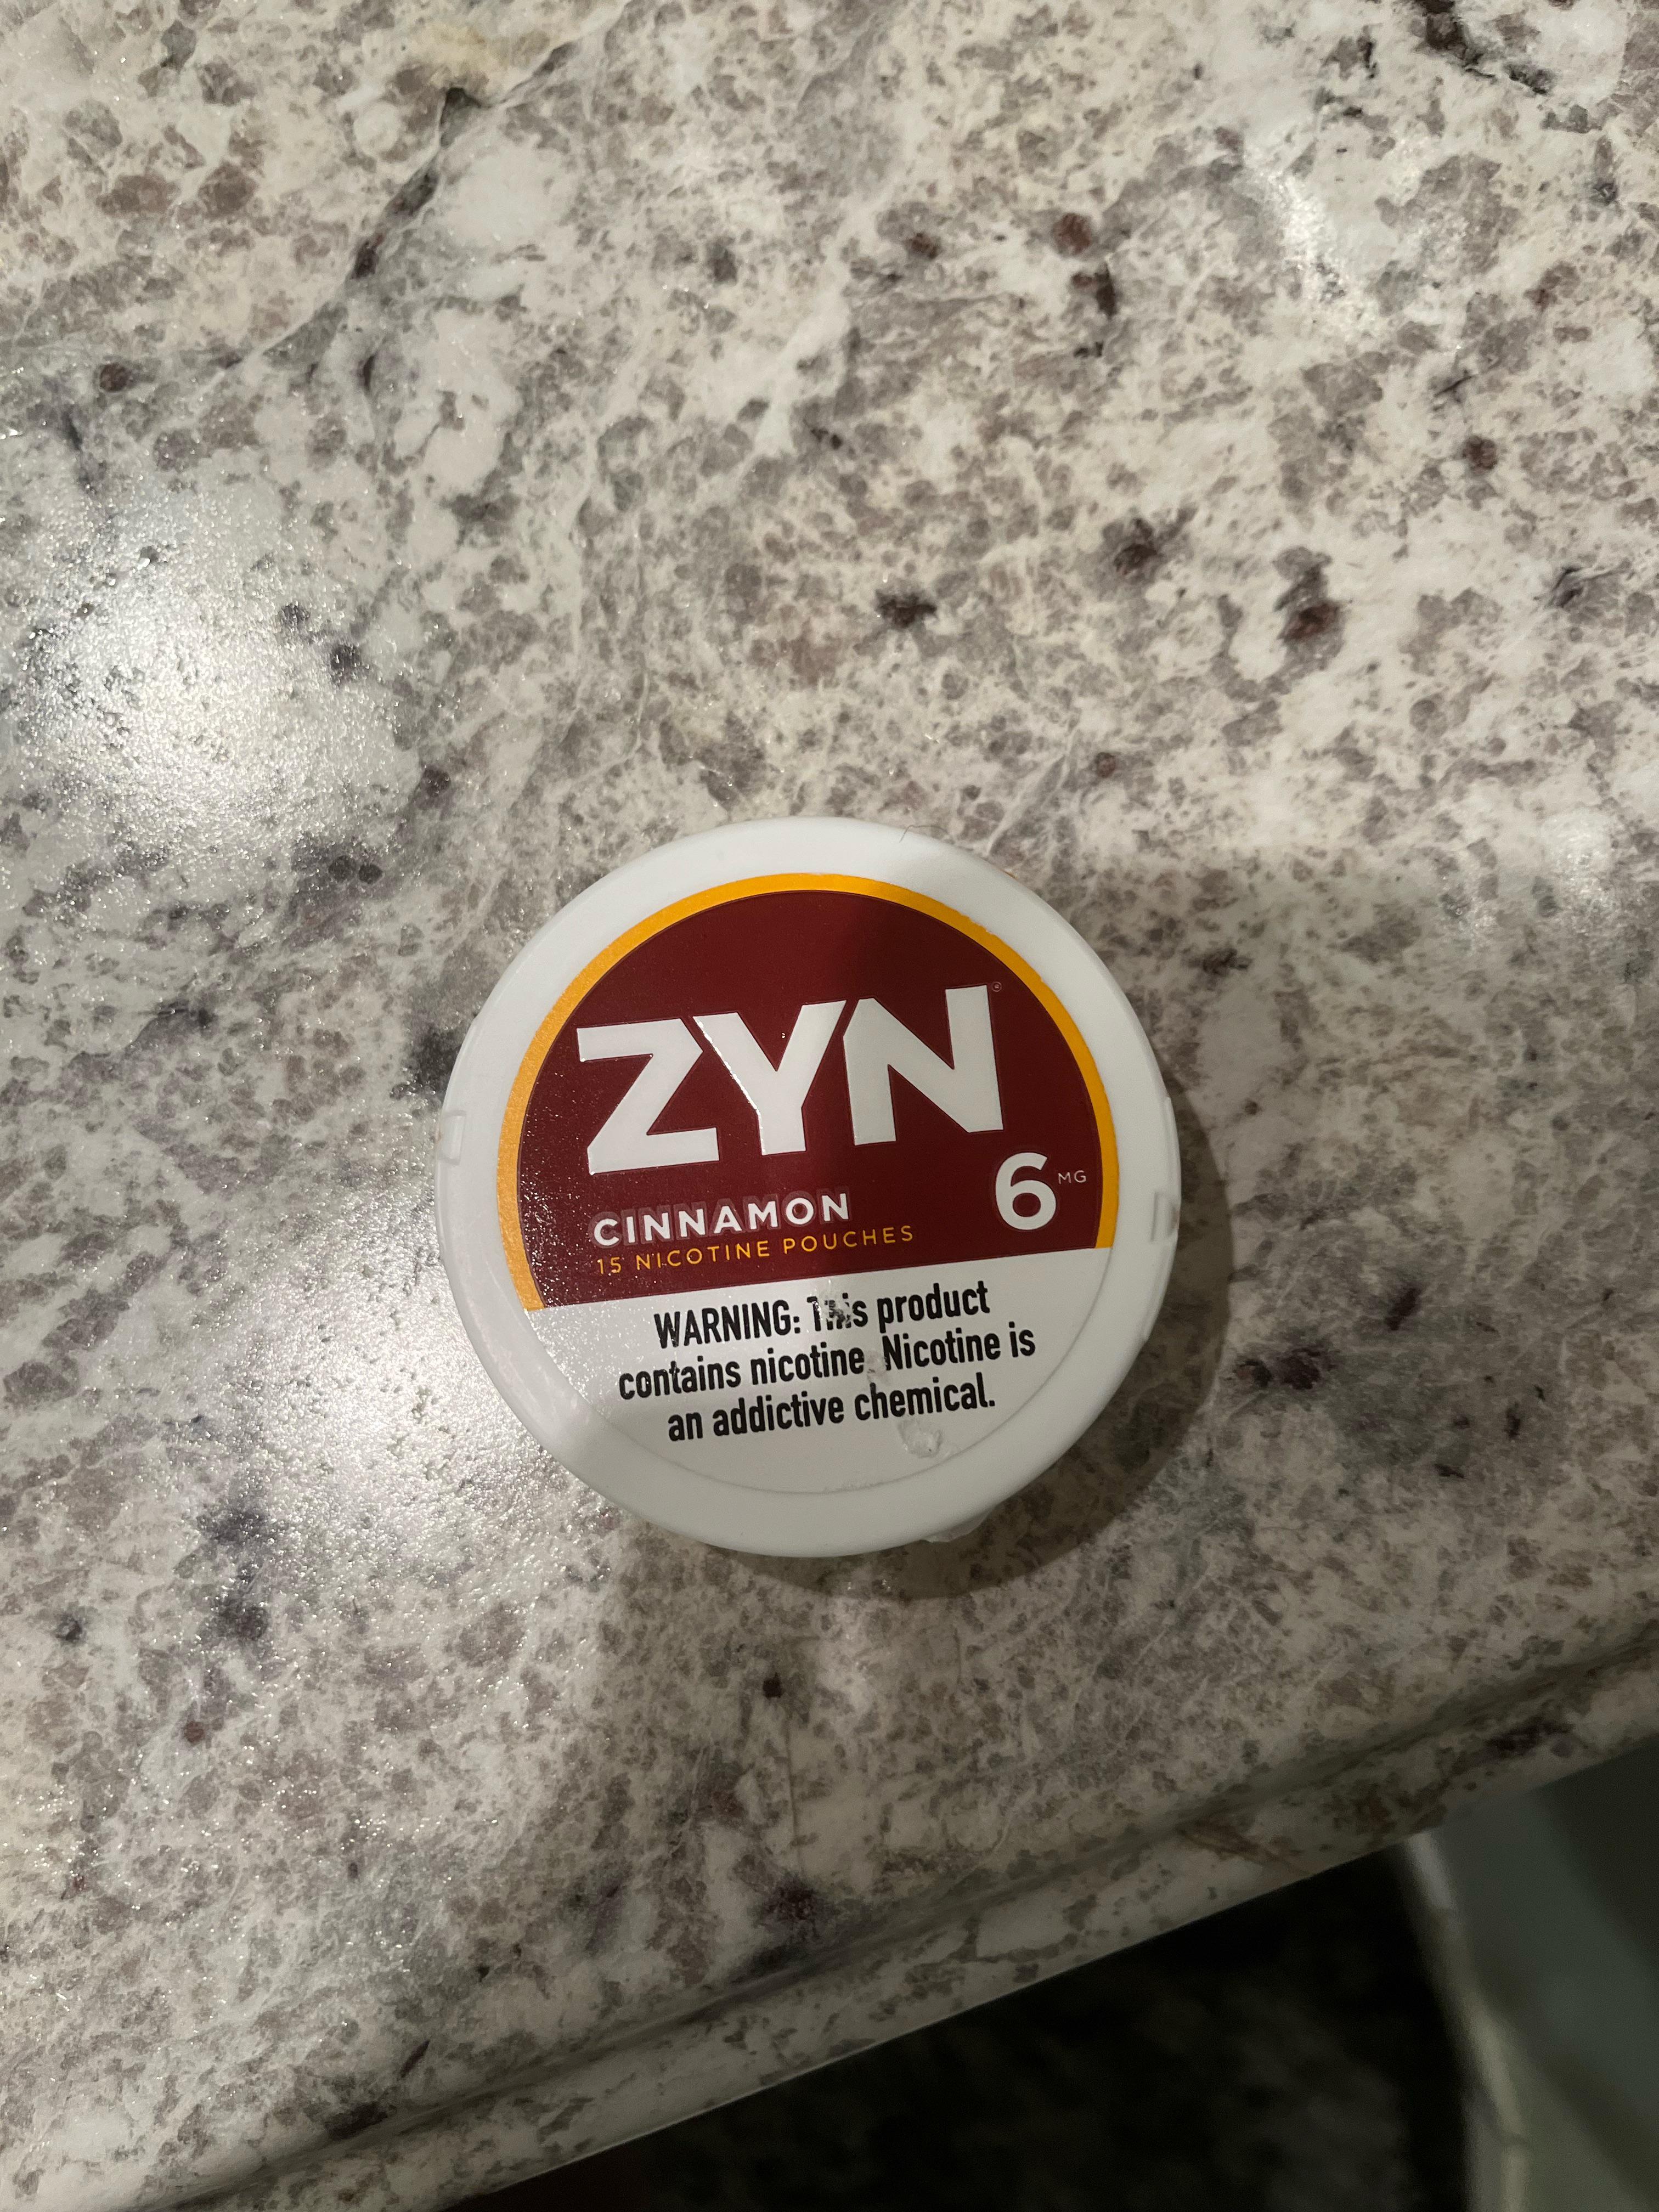 ZYN®
CINNAMON
6 MG
15 NICOTINE POUCHES
WARNING: This product
contains nicotine. Nicotine is
an addictive chemical.